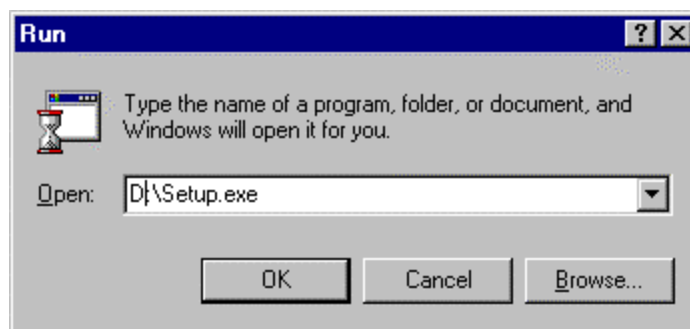 Run
Type the name of a program, folder, or document, and
Windows will open it for you.
Open: D:\Setup.exe
OK Cancel Browse...